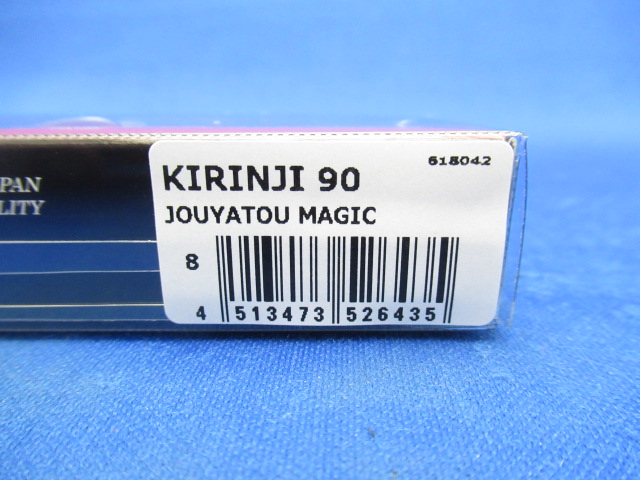 PAN
LITY
KIRINJI 90
618042
JOUYATOU MAGIC
8
4 513473 526435